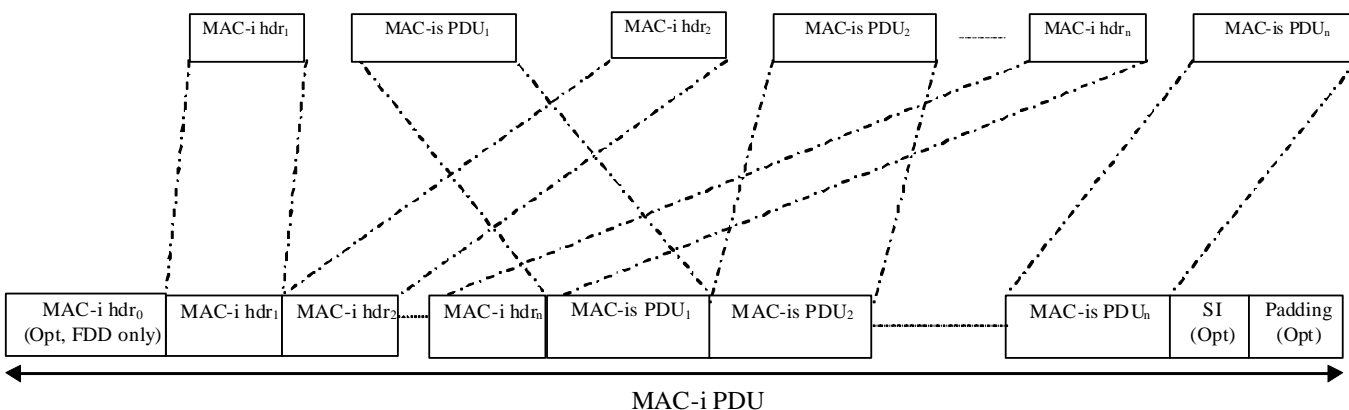 MAC-i hdr₁ MAC-is PDU₁ MAC-i hdr₂ MAC-is PDU₂ MAC-i hdrₙ MAC-is PDUₙ
MAC-i hdr₀ MAC-i hdr₁ MAC-i hdr₂ MAC-i hdrₙ MAC-is PDU₁ MAC-is PDU₂ MAC-is PDUₙ SI Padding
(Opt, FDD only) (Opt) (Opt)
MAC-i PDU